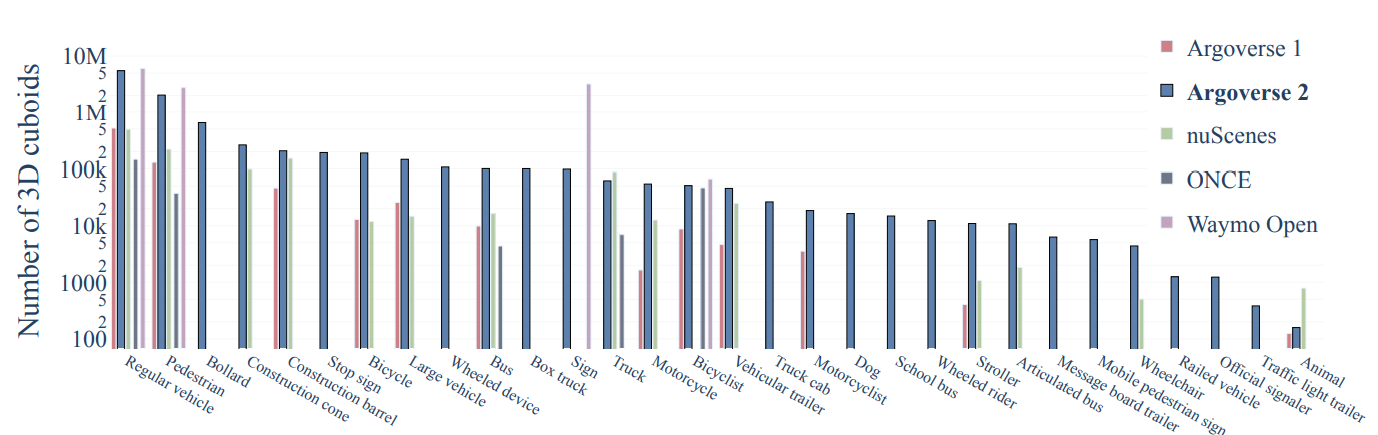 Number of 3D cuboids
10M
5
2
1M
5
2
100k
5
2
10k
5
2
1000
5
2
100
Regular vehicle
Pedestrian
Bollard
Construction cone
Construction barrel
Stop sign
Bicycle
Large vehicle
Wheeled device
Bus
Box truck
Sign
Truck
Motorcycle
Bicyclist
Vehicular trailer
Truck cab
Motorcyclist
Dog
School bus
Wheeled rider
Stroller
Articulated bus
Message board trailer
Mobile pedestrian sign
Wheelchair
Railed vehicle
Official signaler
Traffic light trailer
Animal
Argoverse 1
Argoverse 2
nuScenes
ONCE
Waymo Open